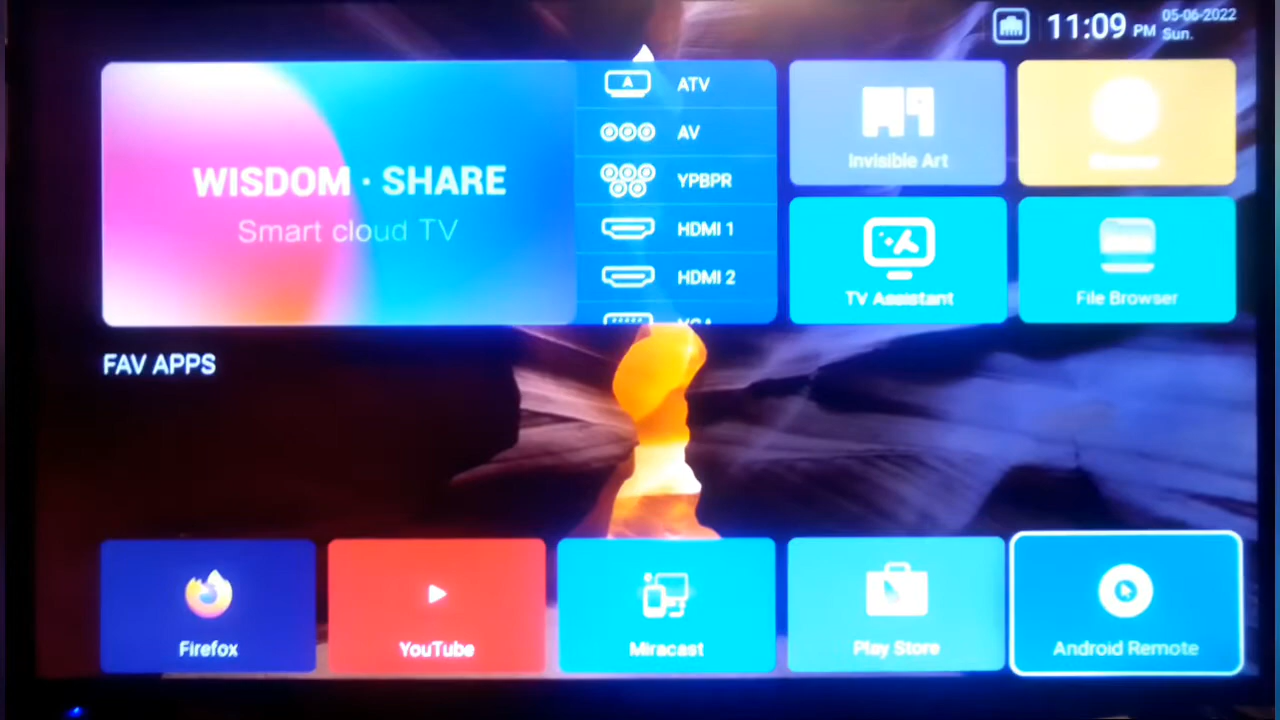 11:09 PM
05-06-2022
Sun.
WISDOM · SHARE
Smart cloud TV
A
ATV
AV
YPBPR
HDMI 1
HDMI 2
Invisible Art
TV Assistant
File Browser
FAV APPS
Firefox
YouTube
Miracast
Play Store
Android Remote